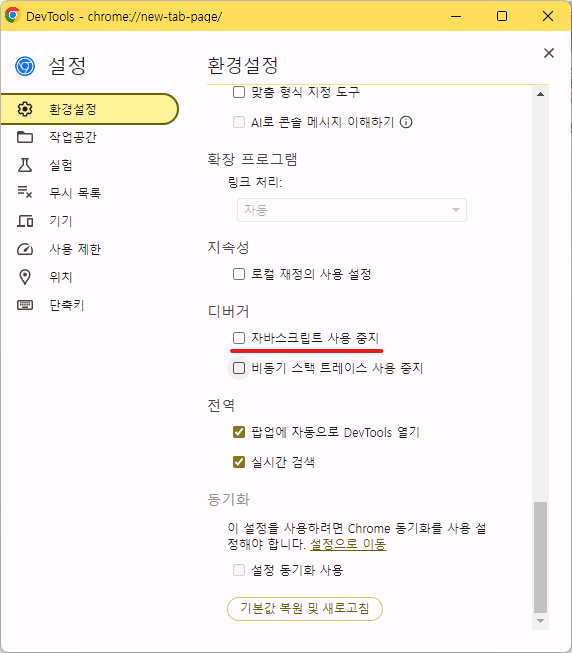 DevTools - chrome://new-tab-page/
설정
환경설정
작업공간
실험
무시 목록
기기
사용 제한
위치
단축키
환경설정
맞춤 형식 지정 도구
AI로 콘솔 메시지 이해하기
확장 프로그램
링크 처리:
자동
지속성
로컬 재정의 사용 설정
디버거
자바스크립트 사용 중지
비동기 스택 트레이스 사용 중지
전역
팝업에 자동으로 DevTools 열기
실시간 검색
동기화
이 설정을 사용하려면 Chrome 동기화를 사용 설
정해야 합니다. 설정으로 이동
설정 동기화 사용
기본값 복원 및 새로고침